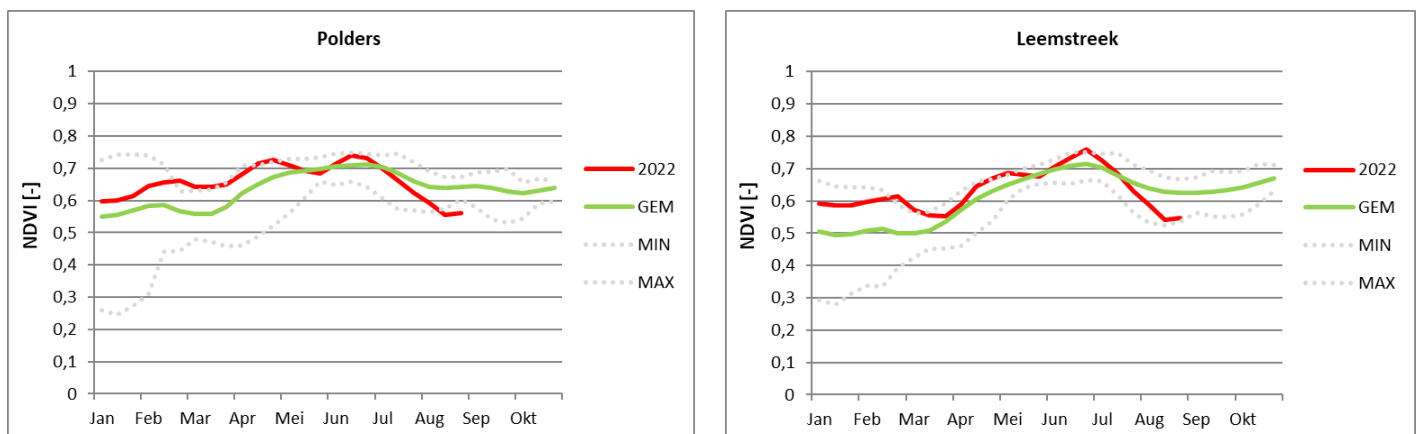 Polders
NDVI [-]
1
0,9
0,8
0,7
0,6
0,5
0,4
0,3
0,2
0,1
0
Jan Feb Mar Apr Mei Jun Jul Aug Sep Okt
2022
GEM
MIN
MAX
Leemstreek
NDVI [-]
1
0,9
0,8
0,7
0,6
0,5
0,4
0,3
0,2
0,1
0
Jan Feb Mar Apr Mei Jun Jul Aug Sep Okt
2022
GEM
MIN
MAX